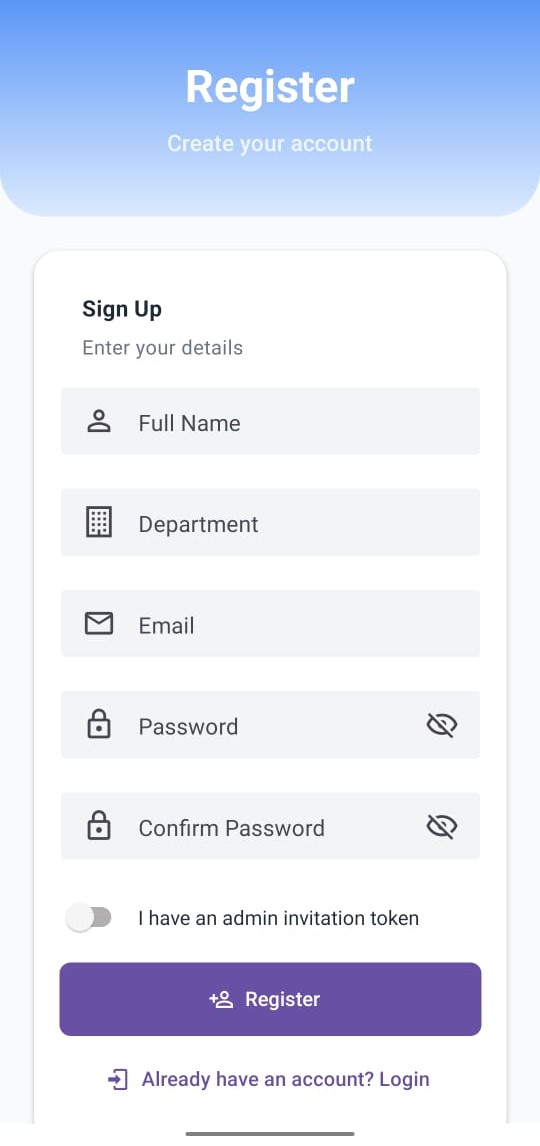 Register
Create your account
Sign Up
Enter your details
Full Name
Department
Email
Password
Confirm Password
I have an admin invitation token
Register
Already have an account? Login